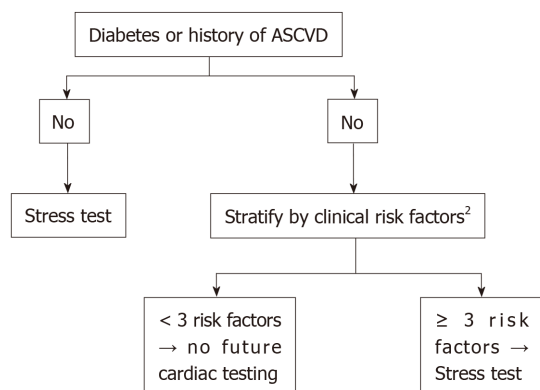 Diabetes or history of ASCVD
No
No
Stress test
Stratify by clinical risk factors²
< 3 risk factors
→ no future
cardiac testing
≥ 3 risk
factors →
Stress test